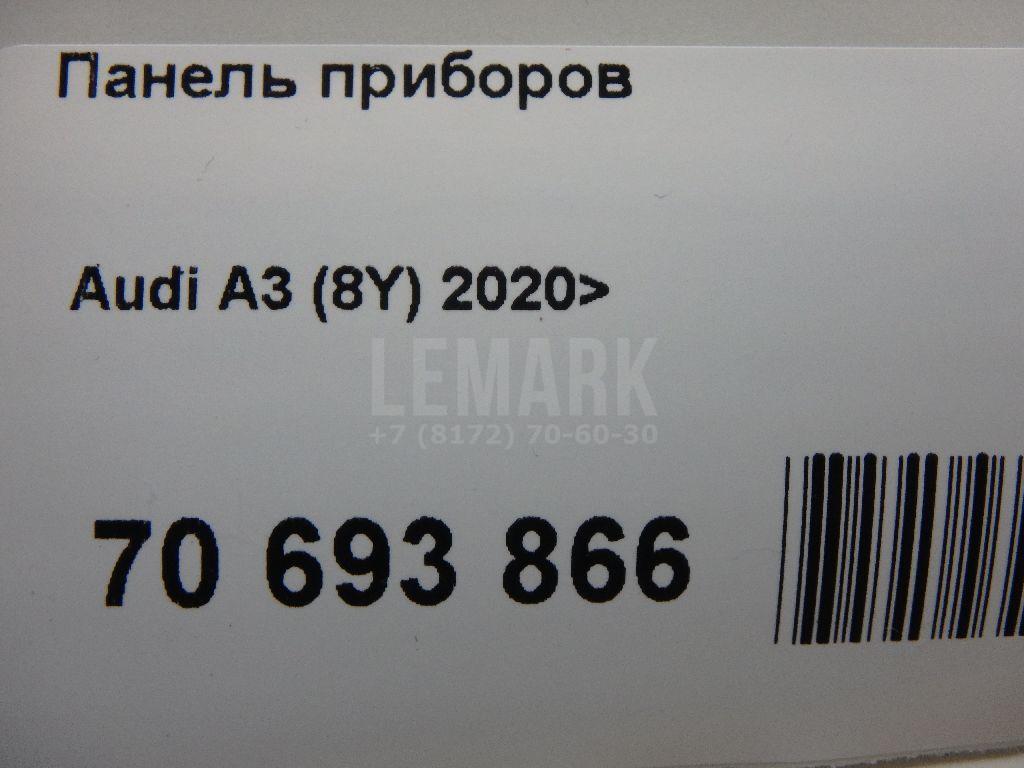 Панель приборов
Audi A3 (8Y) 2020>
LEMARK
+7 (8172) 70-60-30
70 693 866